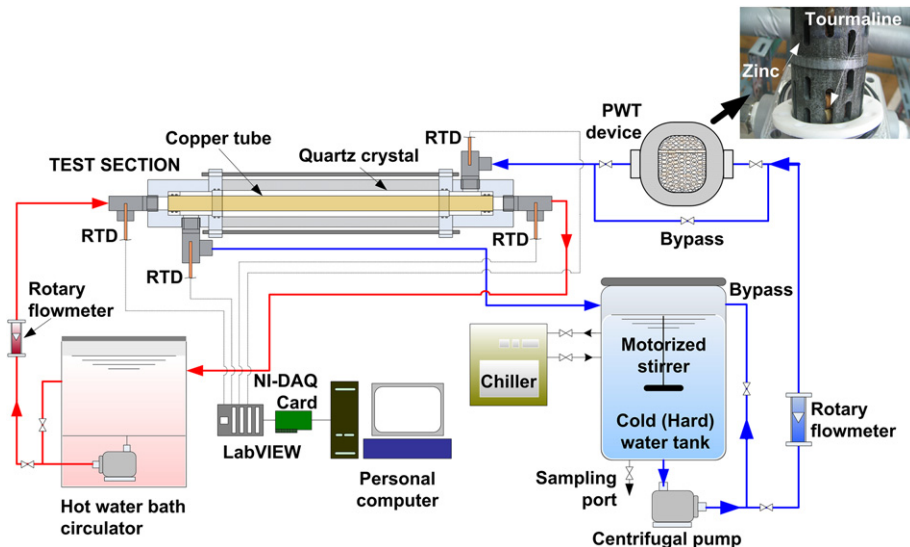 Tourmaline
Zinc
PWT
device
RTD
Copper tube
Quartz crystal
TEST SECTION
RTD
RTD
RTD
Bypass
Rotary
flowmeter
Bypass
Motorized
stirrer
Chiller
NI-DAQ
Card
Cold (Hard)
water tank
Rotary
flowmeter
LabVIEW
Personal
computer
Sampling
port
Hot water bath
circulator
Centrifugal pump